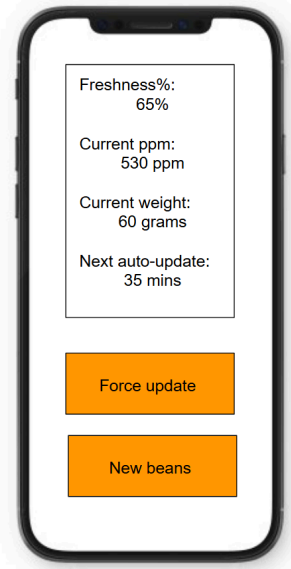 Freshness%:
65%
Current ppm:
530 ppm
Current weight:
60 grams
Next auto-update:
35 mins
Force update
New beans